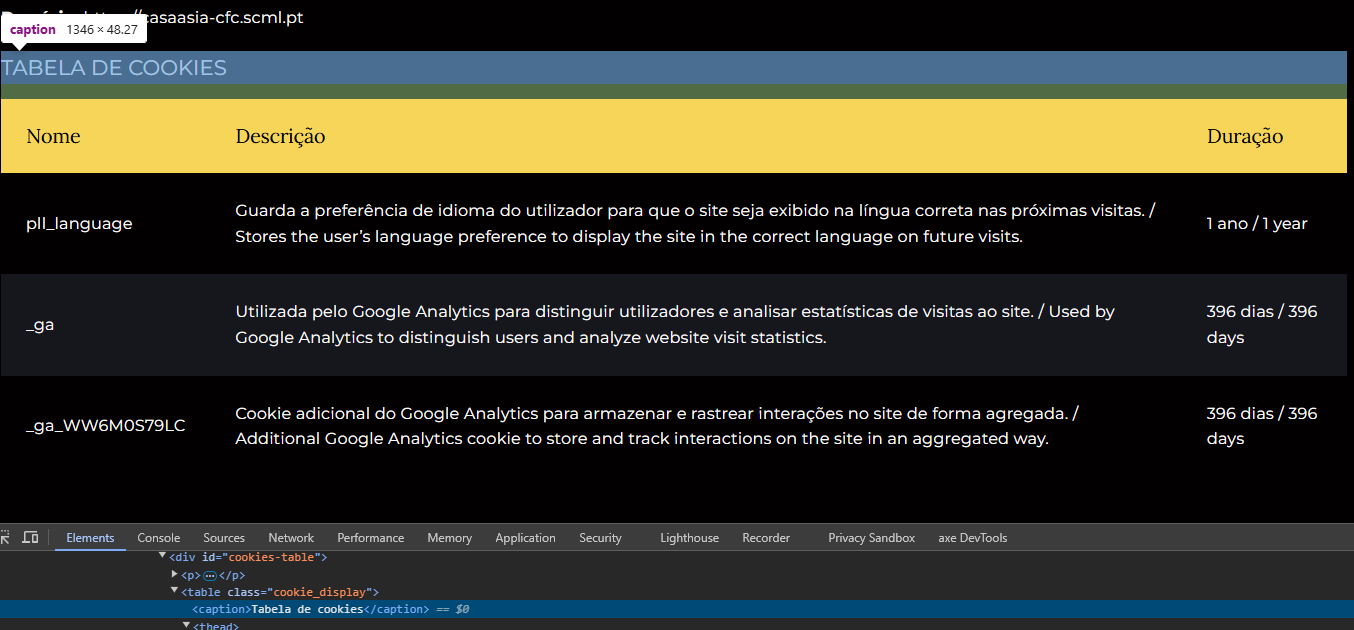 casaasia-cfc.scml.pt
caption 1346 × 48.27
TABELA DE COOKIES
Nome Descrição Duração
pll_language Guarda a preferência de idioma do utilizador para que o site seja exibido na língua correta nas próximas visitas. / 1 ano / 1 year
Stores the user’s language preference to display the site in the correct language on future visits.
_ga Utilizada pelo Google Analytics para distinguir utilizadores e analisar estatísticas de visitas ao site. / Used by 396 dias / 396
Google Analytics to distinguish users and analyze website visit statistics. days
_ga_WW6M0S79LC Cookie adicional do Google Analytics para armazenar e rastrear interações no site de forma agregada. / 396 dias / 396
Additional Google Analytics cookie to store and track interactions on the site in an aggregated way. days
Elements Console Sources Network Performance Memory Application Security Lighthouse Recorder Privacy Sandbox axe DevTools
<div id="cookies-table">
<p>…</p>
<table class="cookie_display">
<caption>Tabela de cookies</caption> == $0
<thead>